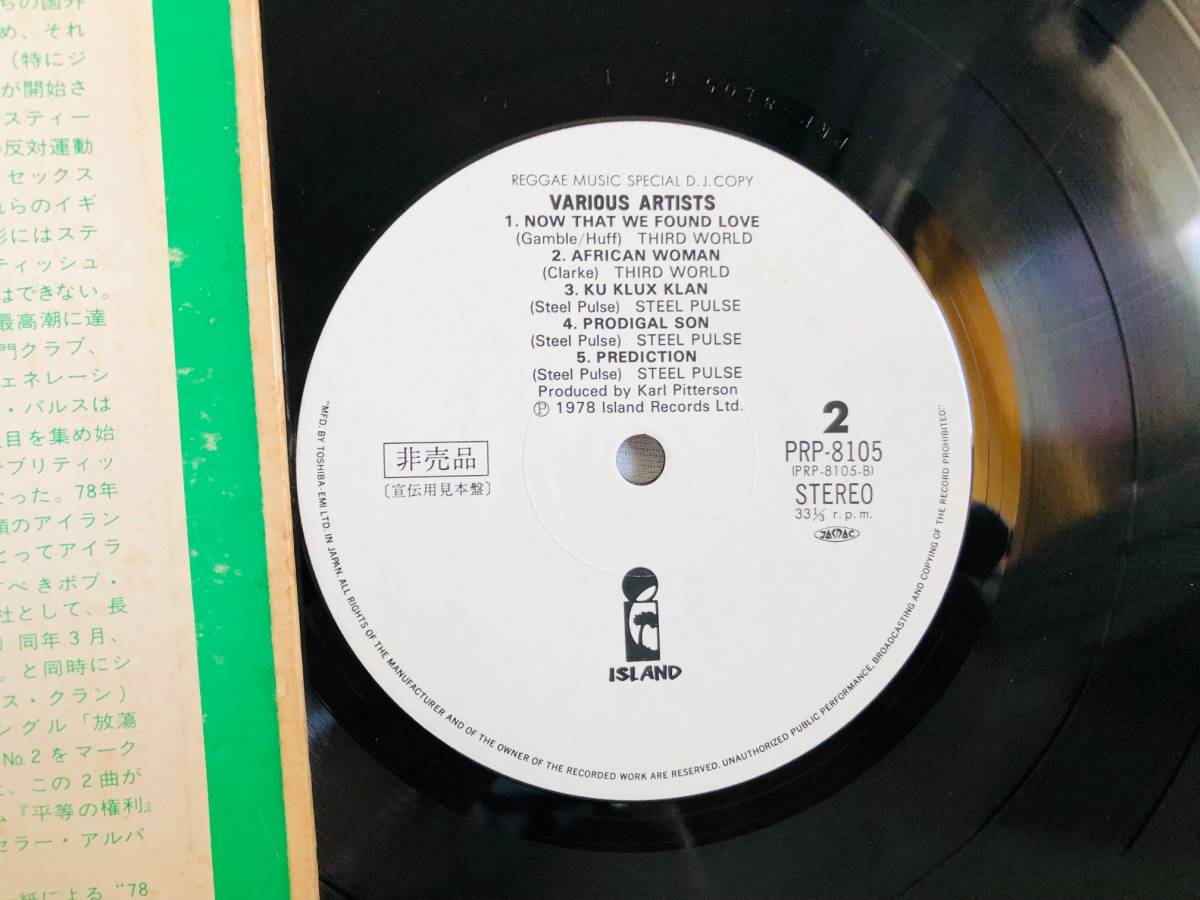 ちの国外
め、それ
(特にジ
が開始さ
スティー
の反対運動
セックス
れらのイギ
影にはステ
ティッシュ
はできない。
最高潮に達
門クラブ、
ェネレーシ
・パルスは
目を集め始
ブリティッ
なった。78年
頭のアイラン
とってアイラ
すべきボブ・
社として、長
)同年3月、
。と同時にシ
ス・クラン)
ングル「放蕩
No.2をマーク
、この2曲が
ム『平等の権利』
セラー・アルバ
紙による“78
PRP-8105-B 1
REGGAE MUSIC SPECIAL D.J. COPY
VARIOUS ARTISTS
1. NOW THAT WE FOUND LOVE
(Gamble/Huff) THIRD WORLD
2. AFRICAN WOMAN
(Clarke) THIRD WORLD
3. KU KLUX KLAN
(Steel Pulse) STEEL PULSE
4. PRODIGAL SON
(Steel Pulse) STEEL PULSE
5. PREDICTION
(Steel Pulse) STEEL PULSE
Produced by Karl Pitterson
Ⓟ 1978 Island Records Ltd.
非売品
〔宣伝用見本盤〕
2
PRP-8105
(PRP-8105-B)
STEREO
33⅓ r.p.m.
JASRAC
ISLAND
"MFD. BY TOSHIBA-EMI LTD. IN JAPAN. ALL RIGHTS OF THE MANUFACTURER AND OF THE OWNER OF THE RECORDED WORK ARE RESERVED. UNAUTHORIZED PUBLIC PERFORMANCE, BROADCASTING AND COPYING OF THE RECORD PROHIBITED."